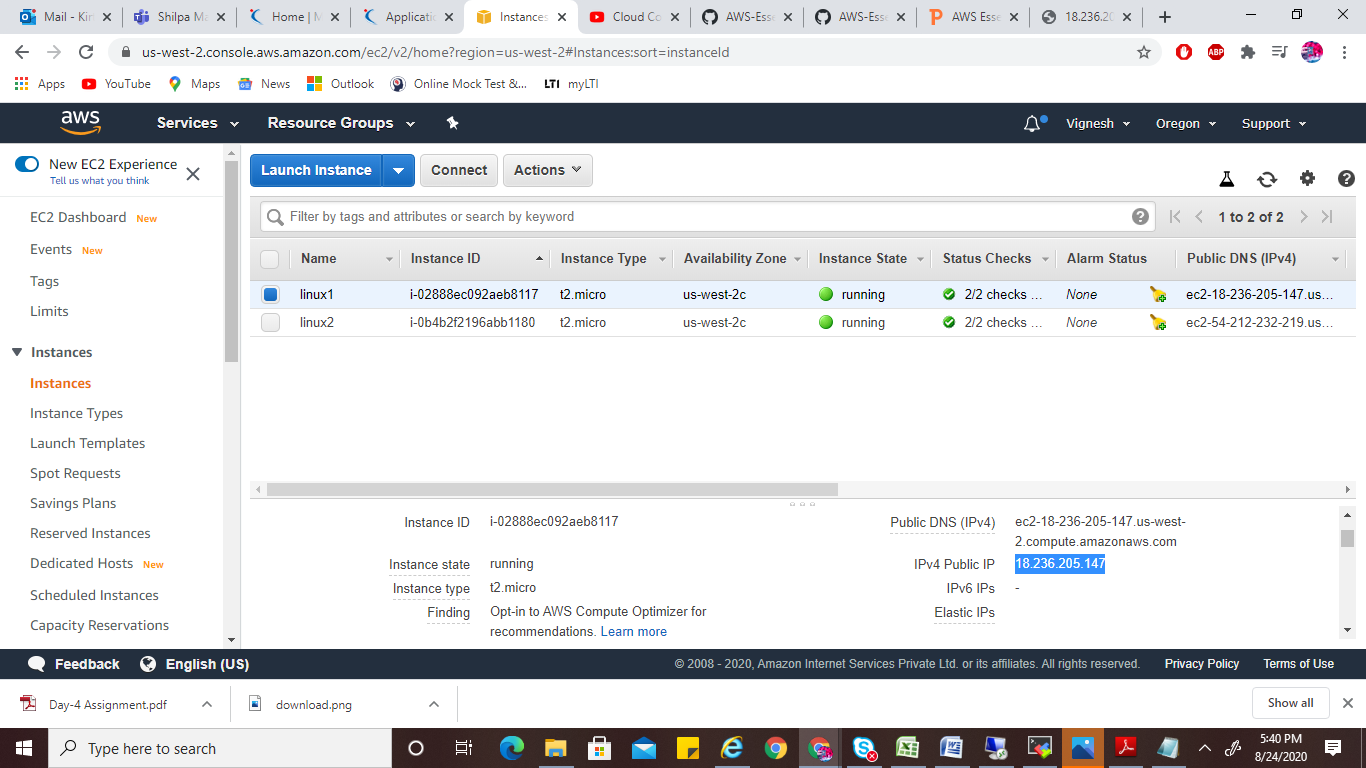 Mail - Kir
Shilpa Ma
Home | M
Applicatio
Instances
Cloud Co
AWS-Esse
AWS-Esse
AWS Esse
18.236.20
us-west-2.console.aws.amazon.com/ec2/v2/home?region=us-west-2#Instances:sort=instanceId
ABP
Apps YouTube Maps News Outlook Online Mock Test &... LTI myLTI
aws Services Resource Groups Vignesh Oregon Support
New EC2 Experience
Tell us what you think
EC2 Dashboard New
Events New
Tags
Limits
Instances
Instances
Instance Types
Launch Templates
Spot Requests
Savings Plans
Reserved Instances
Dedicated Hosts New
Scheduled Instances
Capacity Reservations
Launch Instance Connect Actions
Filter by tags and attributes or search by keyword 1 to 2 of 2
Name Instance ID Instance Type Availability Zone Instance State Status Checks Alarm Status Public DNS (IPv4)
linux1 i-02888ec092aeb8117 t2.micro us-west-2c running 2/2 checks ... None ec2-18-236-205-147.us...
linux2 i-0b4b2f2196abb1180 t2.micro us-west-2c running 2/2 checks ... None ec2-54-212-232-219.us...
Instance ID i-02888ec092aeb8117
Instance state running
Instance type t2.micro
Finding Opt-in to AWS Compute Optimizer for
recommendations. Learn more
Public DNS (IPv4) ec2-18-236-205-147.us-west-
2.compute.amazonaws.com
IPv4 Public IP 18.236.205.147
IPv6 IPs -
Elastic IPs
Feedback English (US) © 2008 - 2020, Amazon Internet Services Private Ltd. or its affiliates. All rights reserved. Privacy Policy Terms of Use
Day-4 Assignment.pdf download.png Show all
Type here to search
5:40 PM
8/24/2020